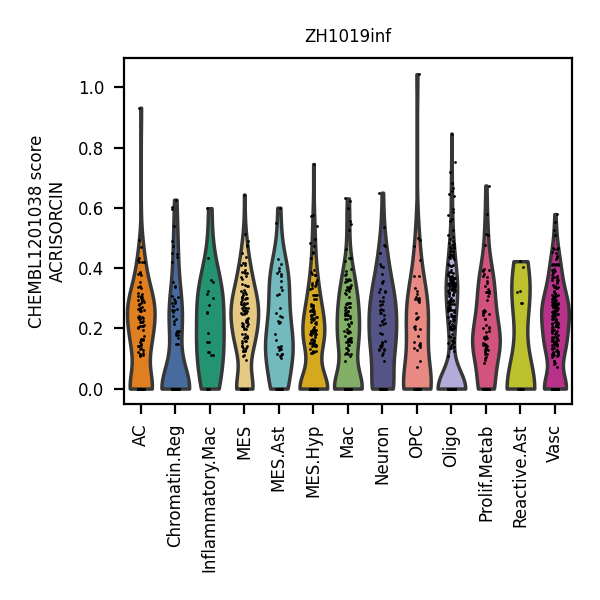 ZH1019inf
CHEMBL1201038 score
ACRISORCIN
1.0
0.8
0.6
0.4
0.2
0.0
AC
Chromatin.Reg
Inflammatory.Mac
MES
MES.Ast
MES.Hyp
Mac
Neuron
OPC
Oligo
Prolif.Metab
Reactive.Ast
Vasc